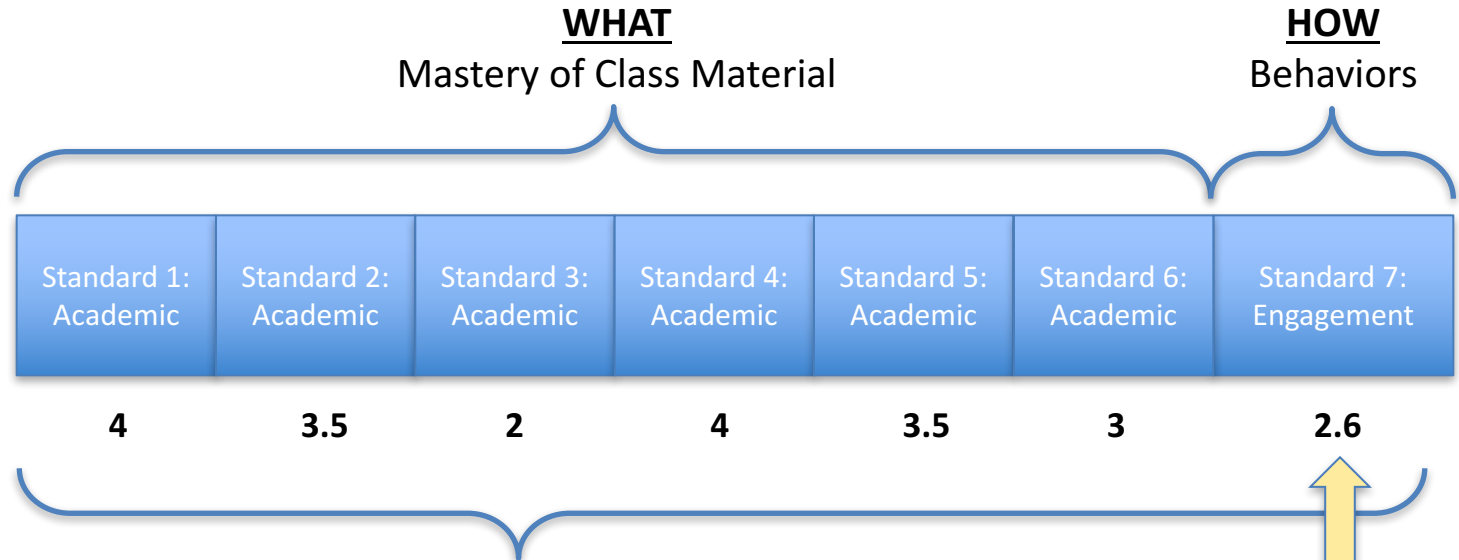 WHAT
Mastery of Class Material
HOW
Behaviors
Standard 1:
Academic
Standard 2:
Academic
Standard 3:
Academic
Standard 4:
Academic
Standard 5:
Academic
Standard 6:
Academic
Standard 7:
Engagement
4 3.5 2 4 3.5 3 2.6